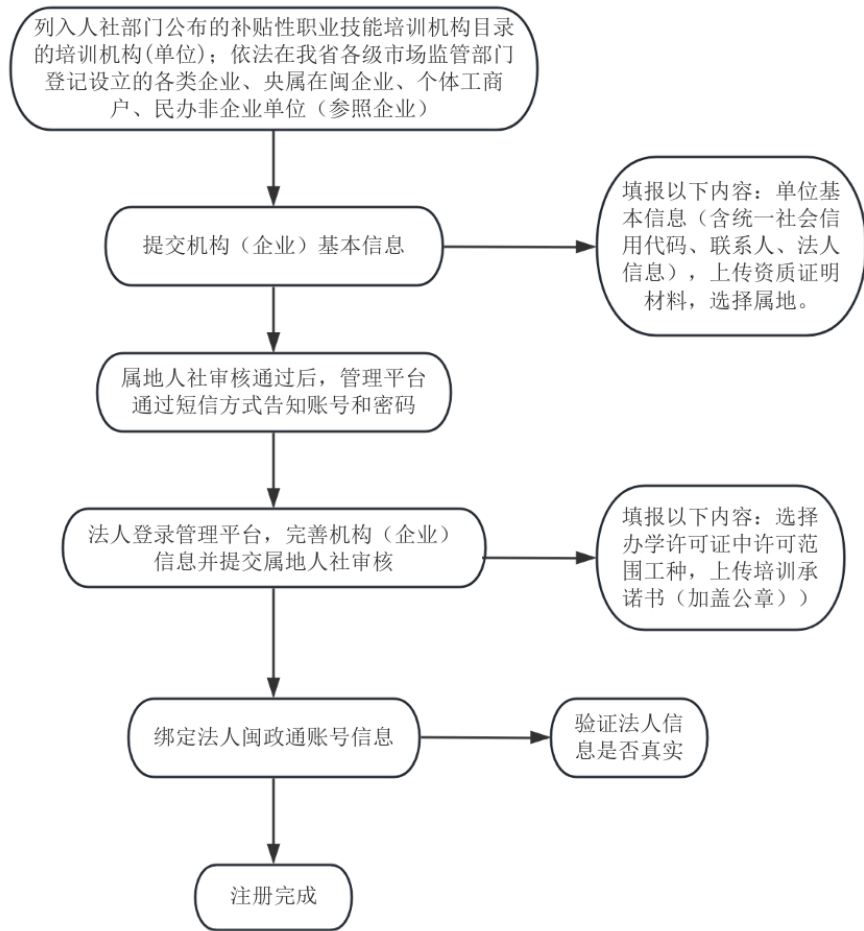 列入人社部门公布的补贴性职业技能培训机构目录
的培训机构(单位)；依法在我省各级市场监管部门
登记设立的各类企业、央属在闽企业、个体工商
户、民办非企业单位（参照企业）
提交机构（企业）基本信息
填报以下内容：单位基
本信息（含统一社会信
用代码、联系人、法人
信息），上传资质证明
材料，选择属地。
属地人社审核通过后，管理平台
通过短信方式告知账号和密码
法人登录管理平台，完善机构（企业）
信息并提交属地人社审核
填报以下内容：选择
办学许可证中许可范
围工种，上传培训承
诺书（加盖公章））
绑定法人闽政通账号信息
验证法人信
息是否真实
注册完成